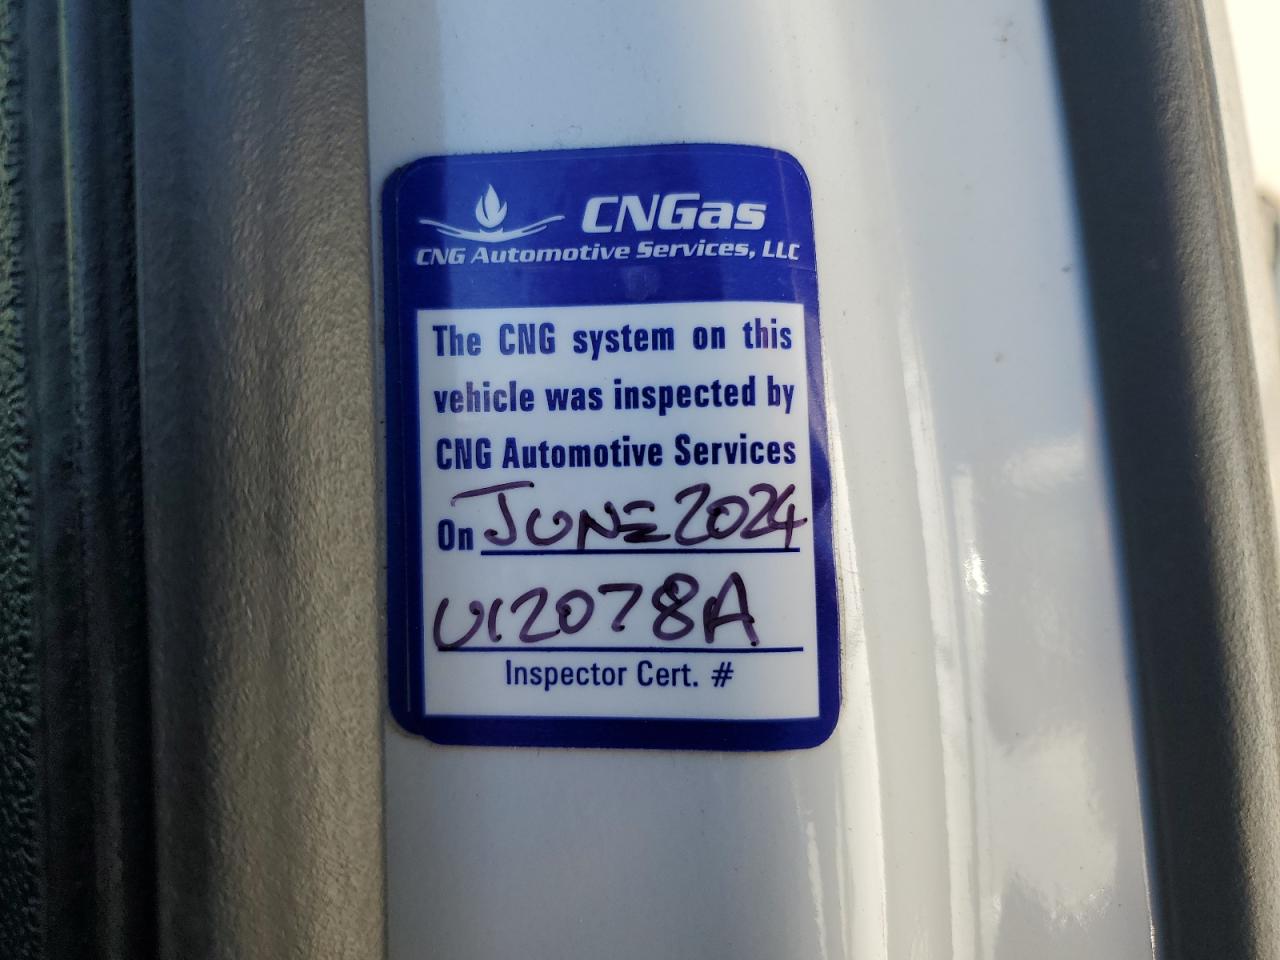 CNGas
CNG Automotive Services, LLC
The CNG system on this
vehicle was inspected by
CNG Automotive Services
On JUNE 2024
U12078A
Inspector Cert. #